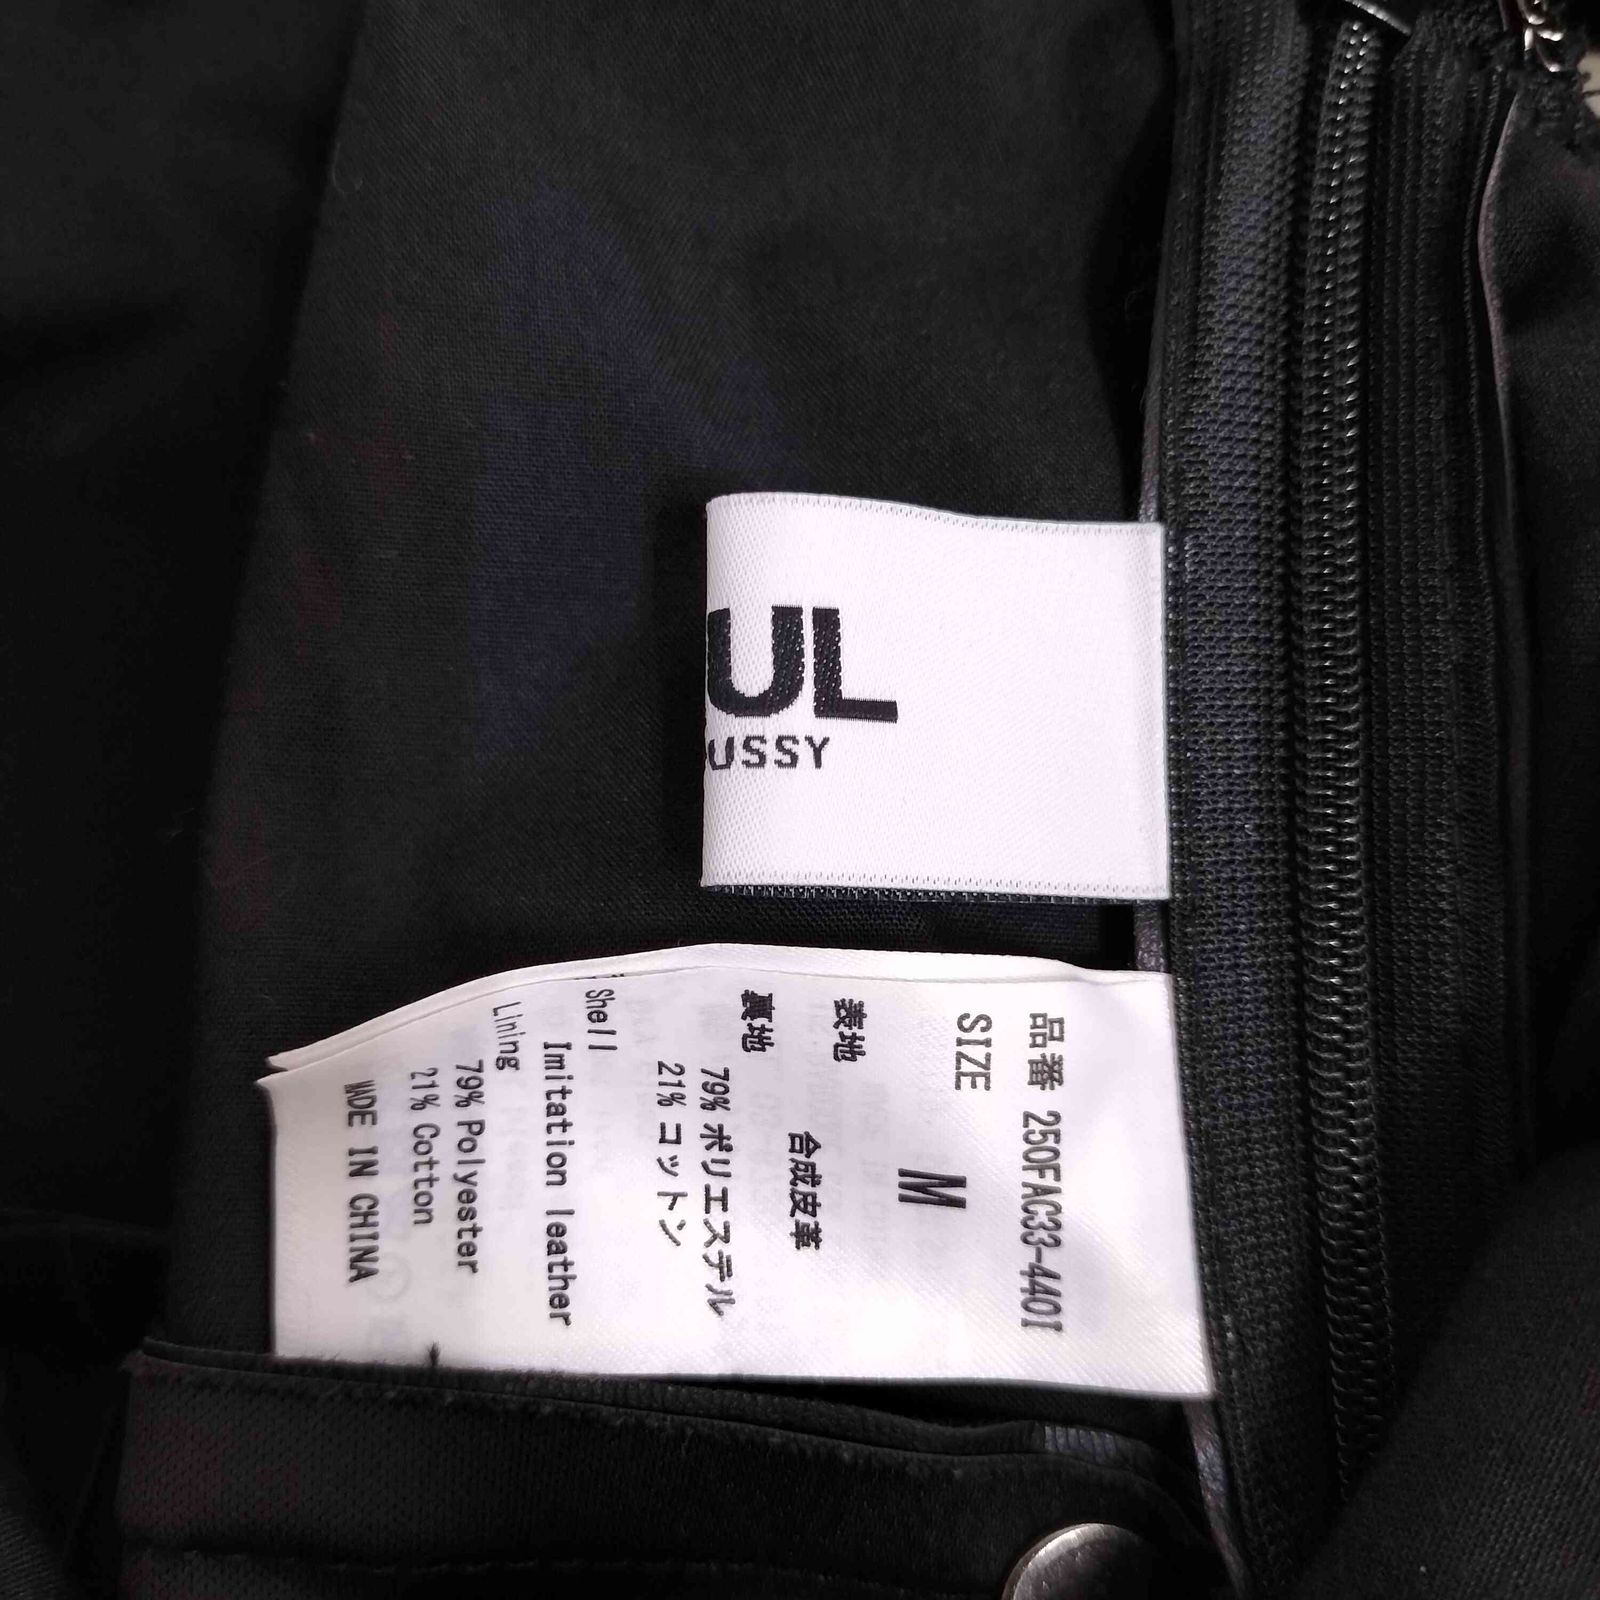 UL
USSY
品番 250FAC33-440I
SIZE
M
表地
合成皮革
裏地
79% ポリエステル
21% コットン
Shell
Imitation leather
Lining
79% Polyester
21% Cotton
MADE IN CHINA